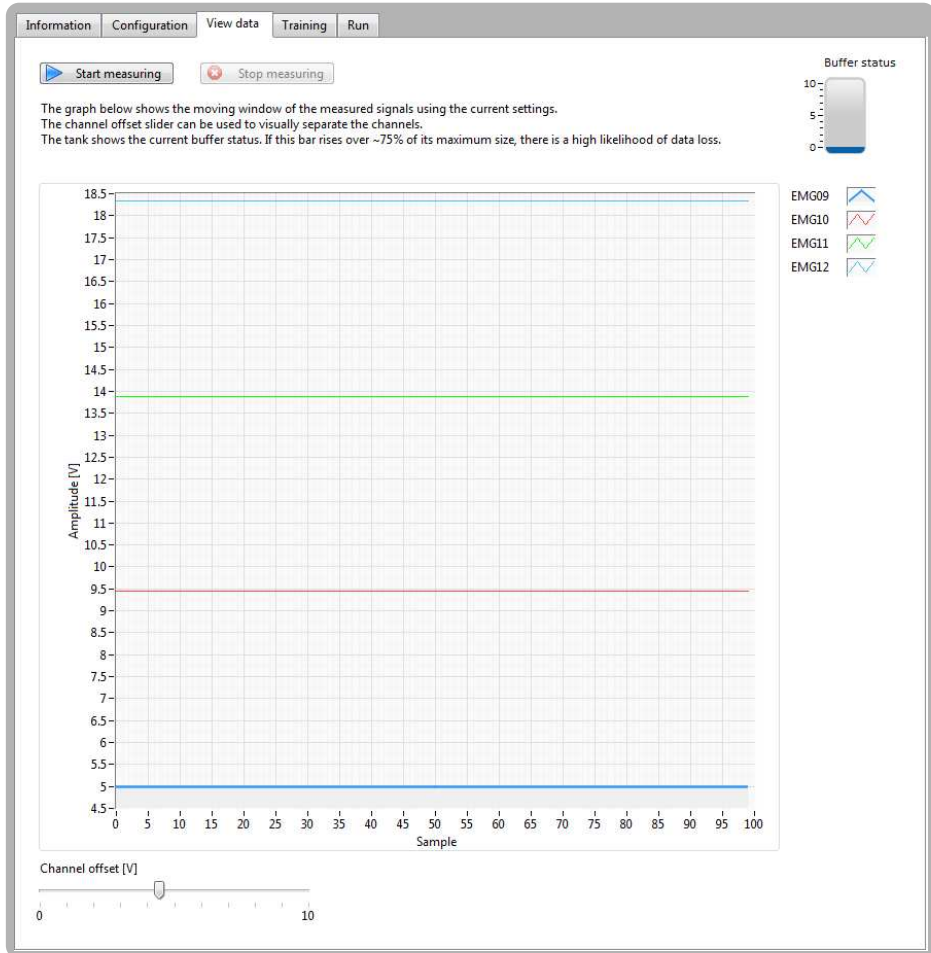 Information Configuration View data Training Run
Start measuring Stop measuring
Buffer status
The graph below shows the moving window of the measured signals using the current settings.
The channel offset slider can be used to visually separate the channels.
The tank shows the current buffer status. If this bar rises over ~75% of its maximum size, there is a high likelihood of data loss.
10
5
0
EMG09
EMG10
EMG11
EMG12
Amplitude [V]
18.5
18
17.5
17
16.5
16
15.5
15
14.5
14
13.5
13
12.5
12
11.5
11
10.5
10
9.5
9
8.5
8
7.5
7
6.5
6
5.5
5
4.5
0 5 10 15 20 25 30 35 40 45 50 55 60 65 70 75 80 85 90 95 100
Sample
Channel offset [V]
0 10